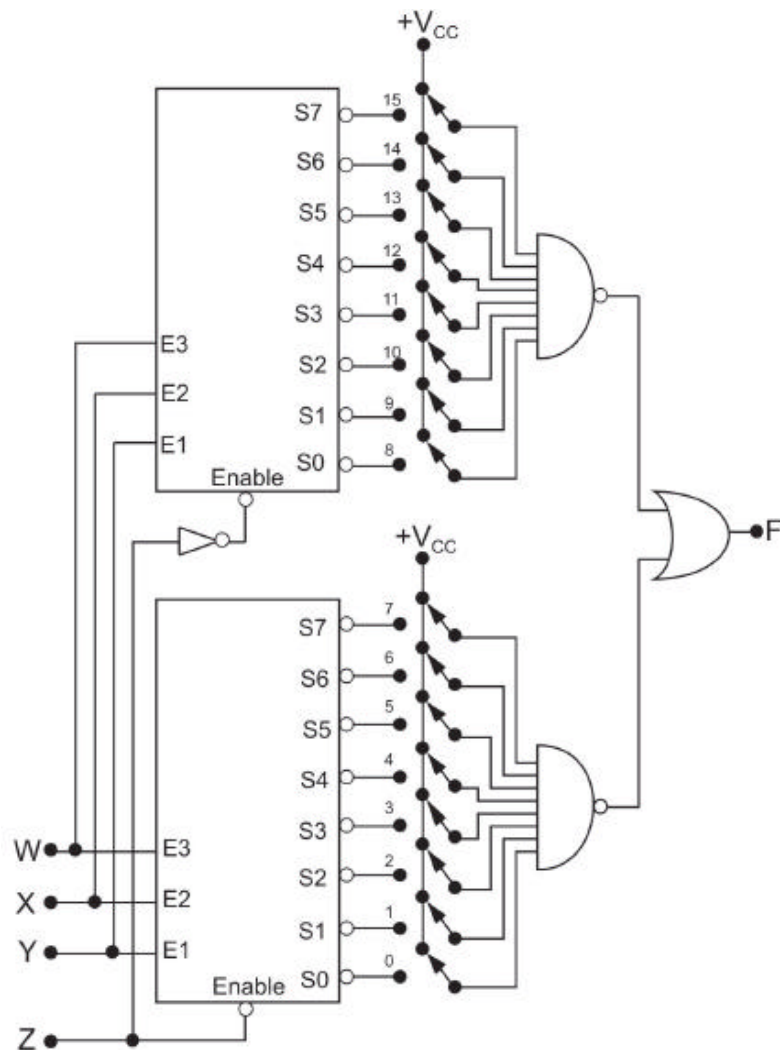 +VCC
S7 15
S6 14
S5 13
S4 12
S3 11
E3
S2 10
E2
S1 9
E1
S0 8
Enable
F
+VCC
S7 7
S6 6
S5 5
S4 4
S3 3
W E3
S2 2
X E2
S1 1
Y E1
S0 0
Enable
Z